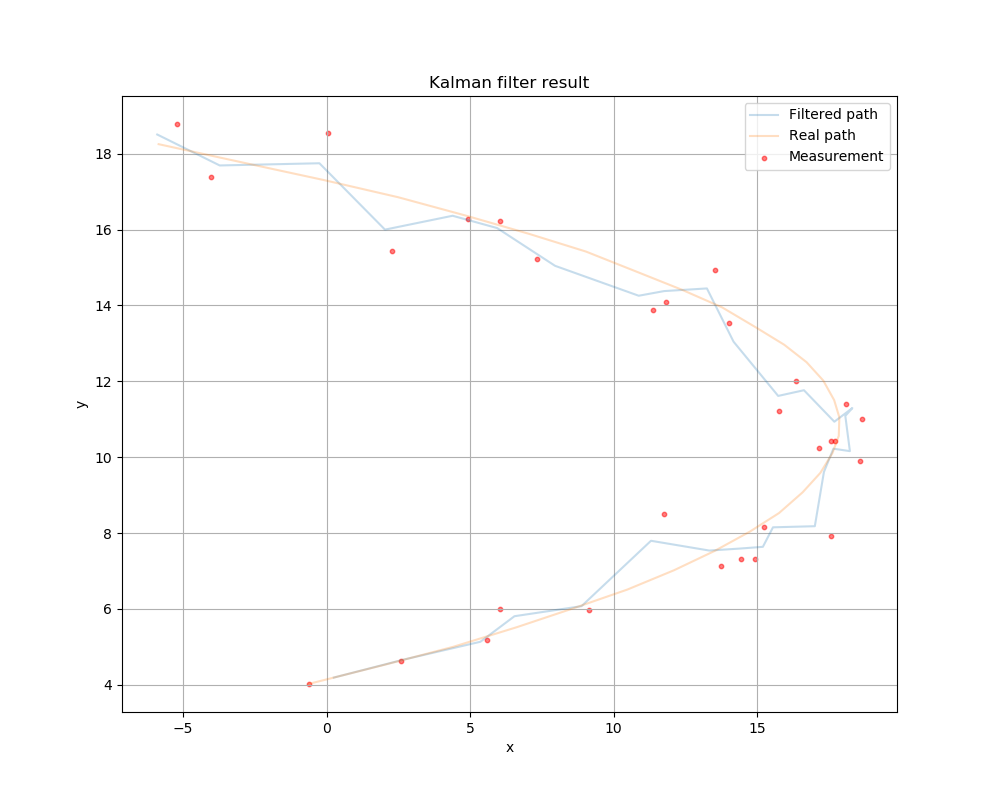 Kalman filter result
Filtered path
Real path
Measurement
18
16
14
12
10
8
6
4
y
−5 0 5 10 15
x